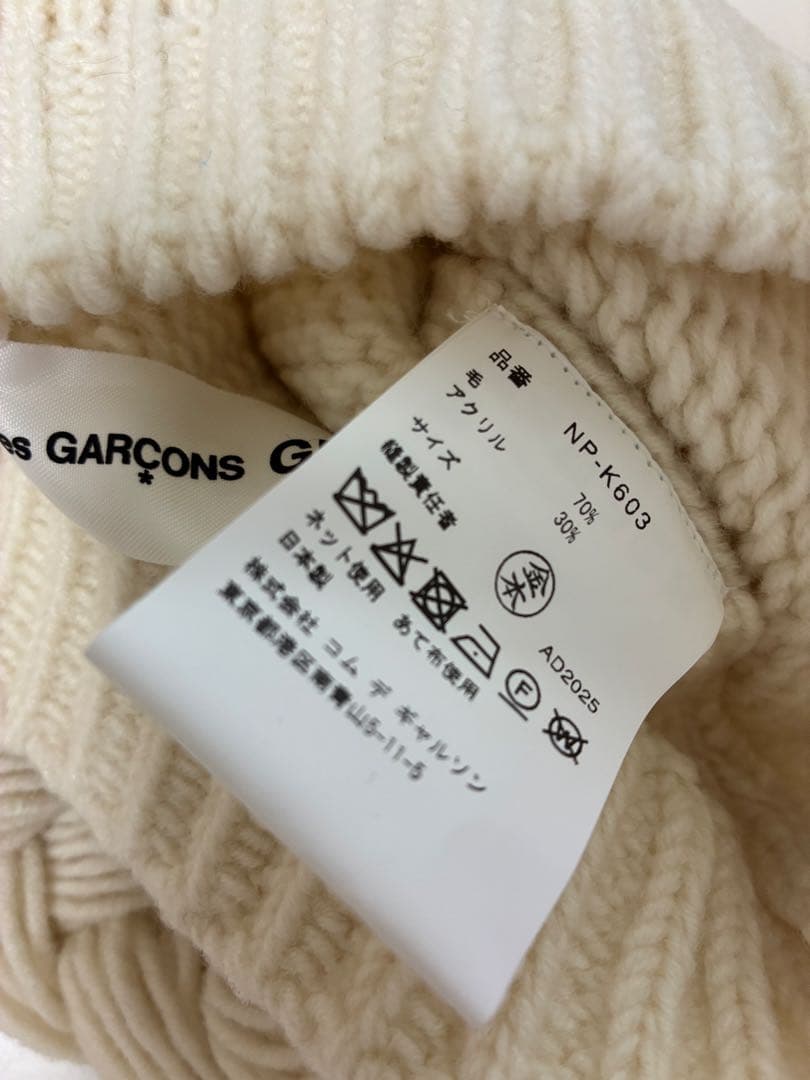 es GARÇONS G
*
品番 NP-K603
毛 70%
アクリル 30%
サイズ
縫製責任者 金本
AD2025
F
W
ネット使用 あて布使用
日本製
株式会社 コム デ ギャルソン
東京都港区南青山5-11-5